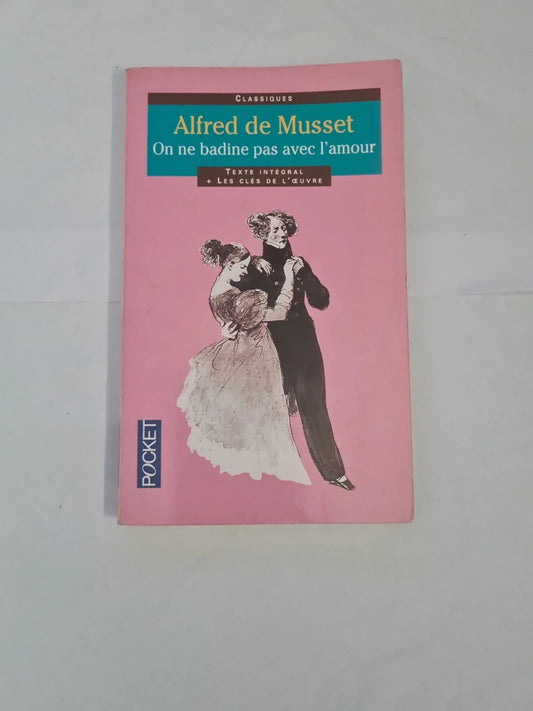 CLASSIQUES
Alfred de Musset
On ne badine pas avec l'amour
TEXTE INTÉGRAL
+ LES CLÉS DE L'ŒUVRE
POCKET